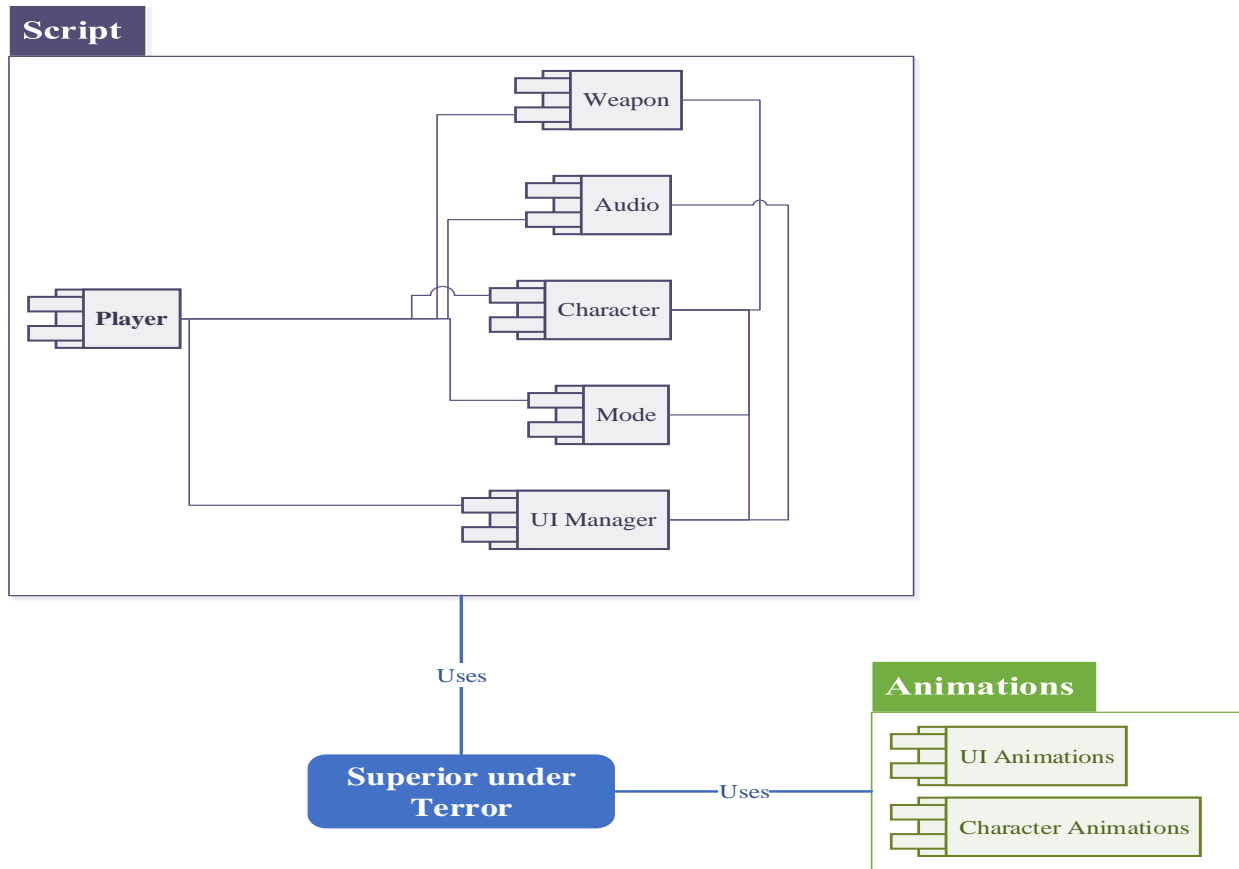 Script
Weapon
Audio
Character
Player
Mode
UI Manager
Uses
Animations
UI Animations
Superior under
Terror
Uses
Character Animations